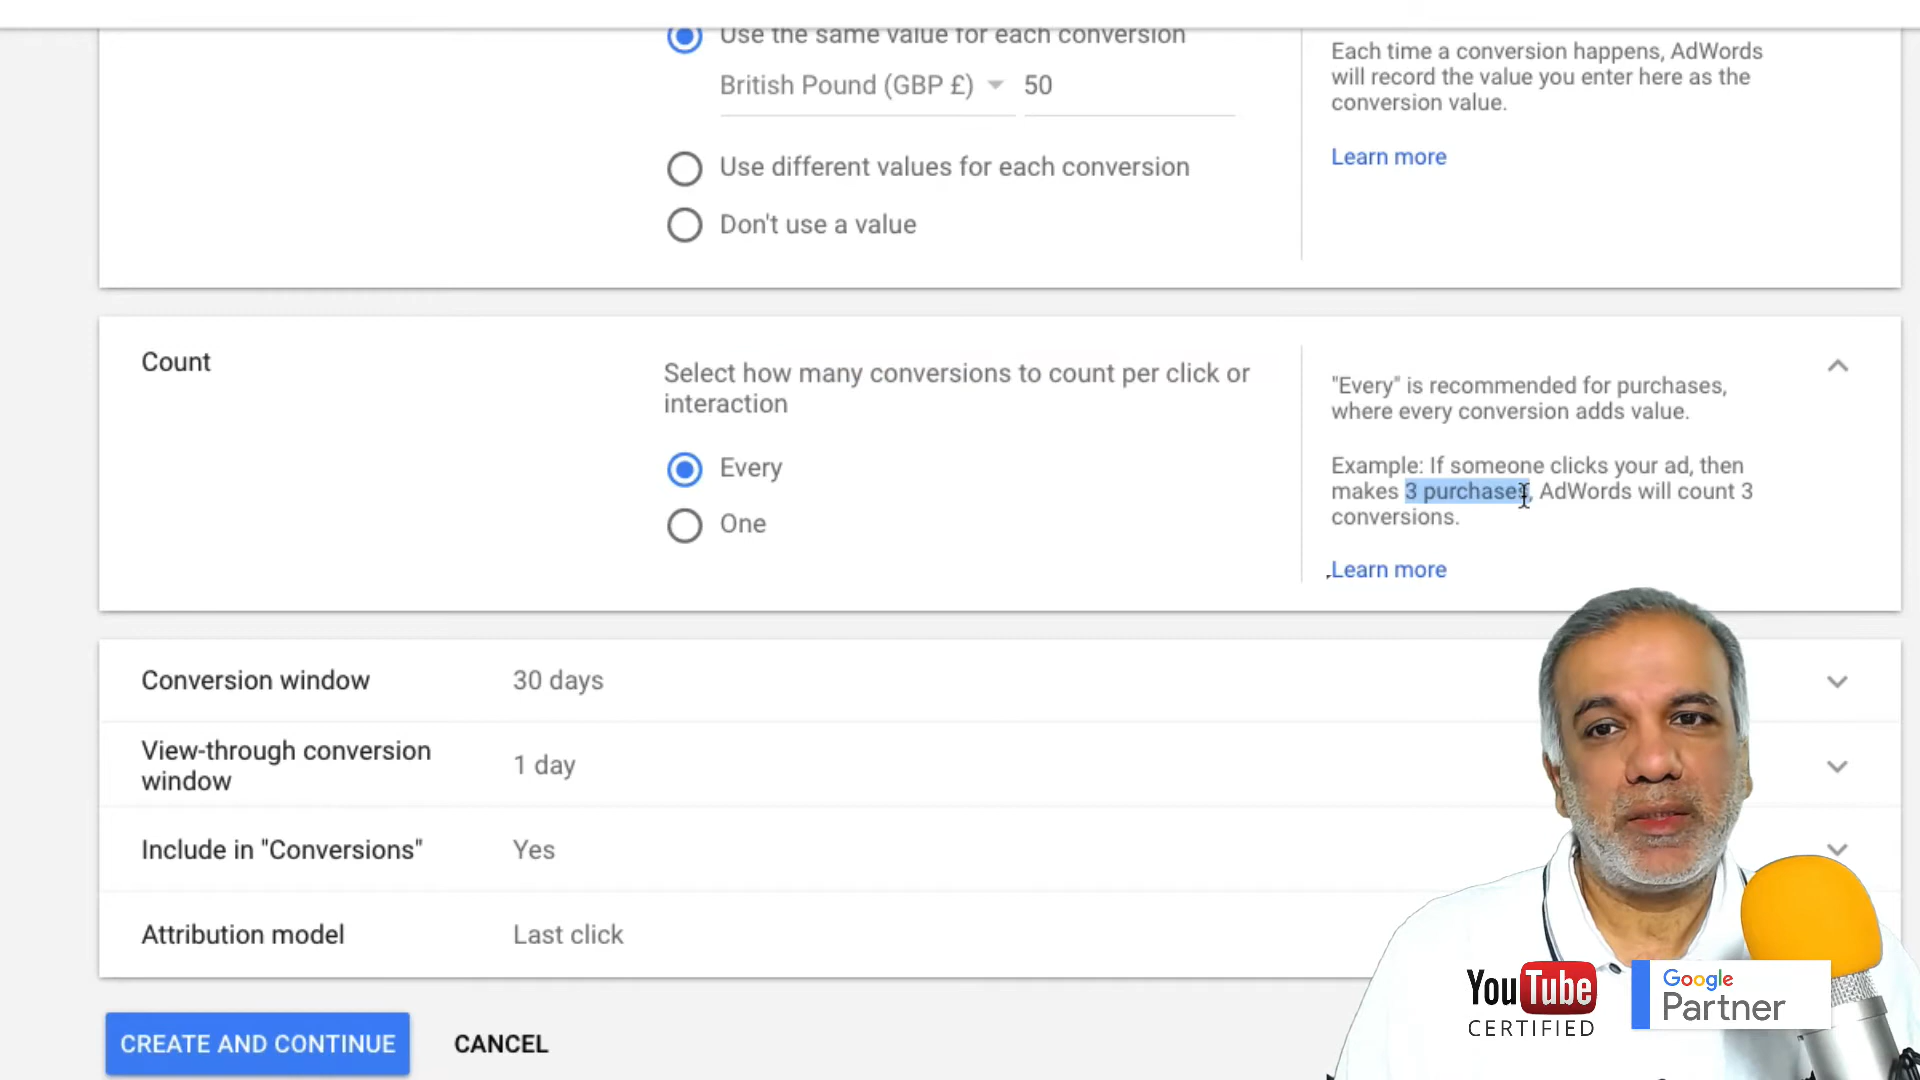 Use the same value for each conversion
British Pound (GBP £) 50
Use different values for each conversion
Don't use a value
Each time a conversion happens, AdWords
will record the value you enter here as the
conversion value.
Learn more
Count
Select how many conversions to count per click or
interaction
Every
One
"Every" is recommended for purchases,
where every conversion adds value.
Example: If someone clicks your ad, then
makes 3 purchases, AdWords will count 3
conversions.
Learn more
Conversion window 30 days
View-through conversion
window
1 day
Include in "Conversions" Yes
Attribution model Last click
CREATE AND CONTINUE CANCEL
YouTube
CERTIFIED
Google
Partner